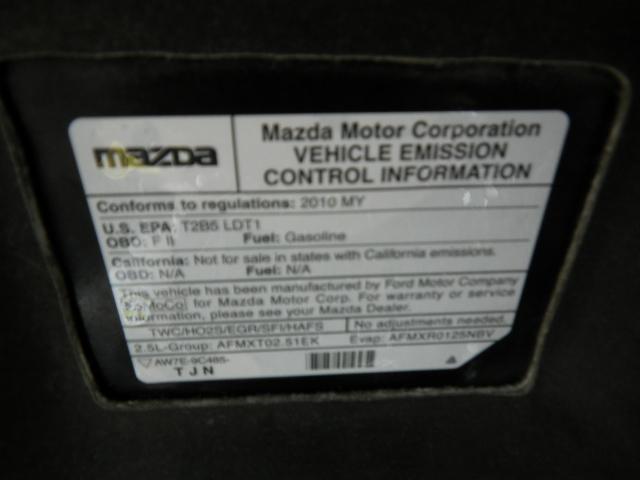 mazda
Mazda Motor Corporation
VEHICLE EMISSION
CONTROL INFORMATION
Conforms to regulations: 2010 MY
U.S. EPA: T2B5 LDT1
OBD: F II Fuel: Gasoline
California: Not for sale in states with California emissions.
OBD: N/A Fuel: N/A
This vehicle has been manufactured by Ford Motor Company
(FoMoCo) for Mazda Motor Corp. For warranty or service
information, please see your Mazda Dealer.
TWC/HO2S/EGR/SFI/HAFS No adjustments needed.
2.5L-Group: AFMXT02.51EK Evap: AFMXR0125NBV
AW7E-9C485-
TJN